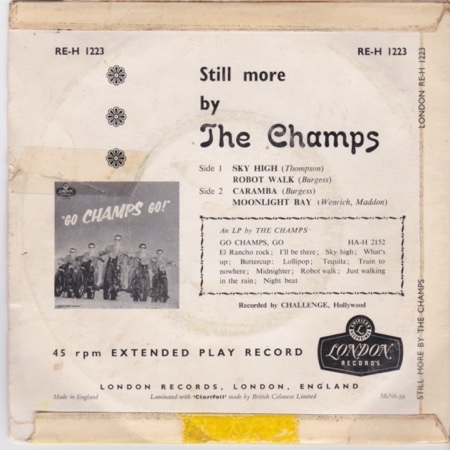 RE-H 1223
RE-H 1223
Still more
by
The Champs
Side 1 SKY HIGH (Thompson)
ROBOT WALK (Burgess)
Side 2 CARAMBA (Burgess)
MOONLIGHT BAY (Wenrich, Maddon)
LONDON
"GO CHAMPS GO!"
An LP by THE CHAMPS
GO CHAMPS, GO HA-H 2152
El Rancho rock; I'll be there; Sky high; What's
up; Buttercup; Lollipop; Tequila; Train to
nowhere; Midnighter; Robot walk; Just walking
in the rain; Night beat
Recorded by CHALLENGE, Hollywood
LONDON
RECORDS
45 rpm EXTENDED PLAY RECORD
LONDON RECORDS, LONDON, ENGLAND
Made in England
Laminated with 'Clarifoil' made by British Celanese Limited
LONDON RE-H 1223
STILL MORE BY THE CHAMPS